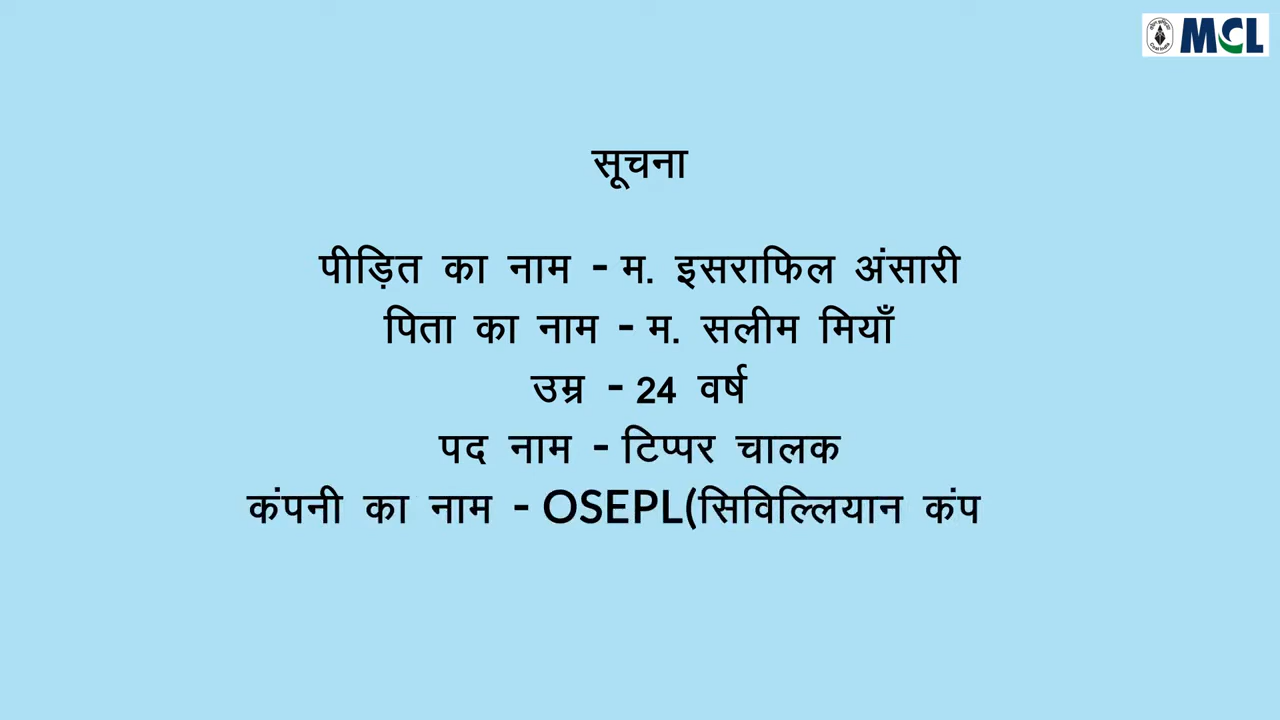 MCL
सूचना
पीड़ित का नाम - म. इसराफिल अंसारी
पिता का नाम - म. सलीम मियाँ
उम्र - 24 वर्ष
पद नाम - टिप्पर चालक
कंपनी का नाम - OSEPL(सिविल्लियान कंप